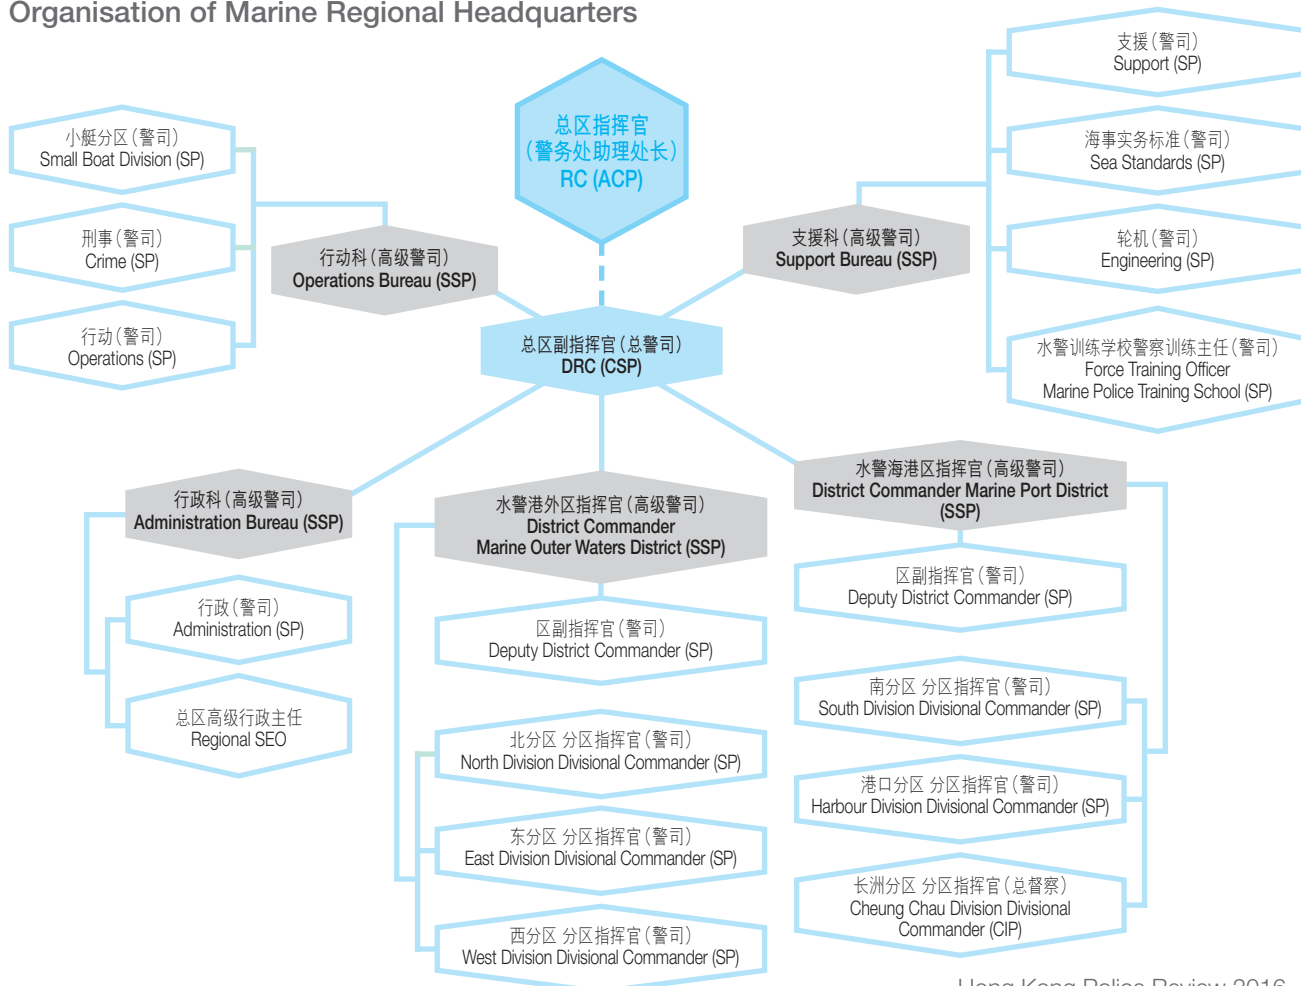 Organisation of Marine Regional Headquarters
总区指挥官
（警务处助理处长）
RC (ACP)
总区副指挥官（总警司）
DRC (CSP)
行动科（高级警司）
Operations Bureau (SSP)
小艇分区（警司）
Small Boat Division (SP)
刑事（警司）
Crime (SP)
行动（警司）
Operations (SP)
支援科（高级警司）
Support Bureau (SSP)
支援（警司）
Support (SP)
海事实务标准（警司）
Sea Standards (SP)
轮机（警司）
Engineering (SP)
水警训练学校警察训练主任（警司）
Force Training Officer
Marine Police Training School (SP)
行政科（高级警司）
Administration Bureau (SSP)
行政（警司）
Administration (SP)
总区高级行政主任
Regional SEO
水警港外区指挥官（高级警司）
District Commander
Marine Outer Waters District (SSP)
区副指挥官（警司）
Deputy District Commander (SP)
北分区 分区指挥官（警司）
North Division Divisional Commander (SP)
东分区 分区指挥官（警司）
East Division Divisional Commander (SP)
西分区 分区指挥官（警司）
West Division Divisional Commander (SP)
水警海港区指挥官（高级警司）
District Commander Marine Port District
(SSP)
区副指挥官（警司）
Deputy District Commander (SP)
南分区 分区指挥官（警司）
South Division Divisional Commander (SP)
港口分区 分区指挥官（警司）
Harbour Division Divisional Commander (SP)
长洲分区 分区指挥官（总督察）
Cheung Chau Division Divisional
Commander (CIP)
Hong Kong Police Review 2016